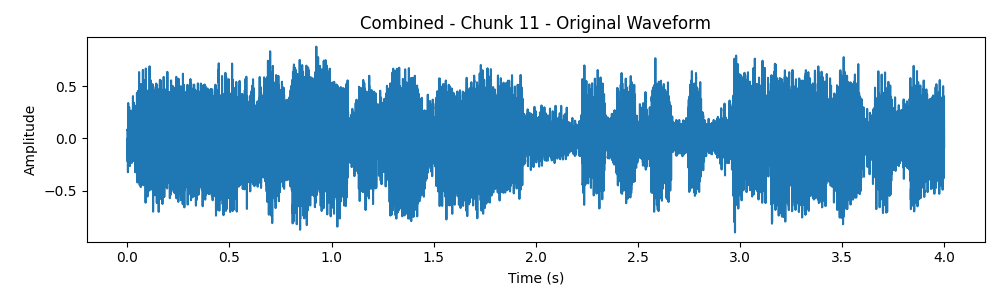 Combined - Chunk 11 - Original Waveform
Amplitude
0.5
0.0
−0.5
0.0 0.5 1.0 1.5 2.0 2.5 3.0 3.5 4.0
Time (s)